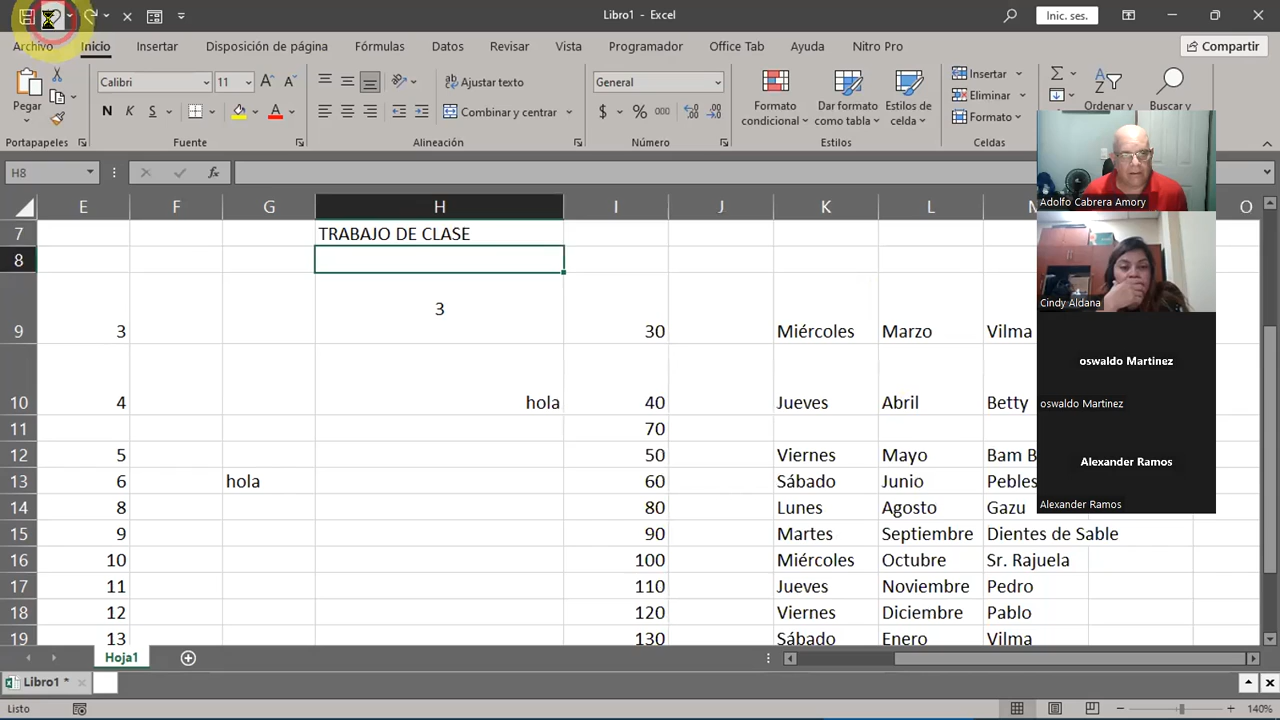 Libro1 - Excel
Inic. ses.
Archivo Inicio Insertar Disposición de página Fórmulas Datos Revisar Vista Programador Office Tab Ayuda Nitro Pro Compartir
Calibri 11 Ajustar texto General Insertar
Pegar N K S Combinar y centrar $ % 000 Formato condicional Dar formato como tabla Estilos de celda Eliminar Formato Ordenar y Buscar y
Portapapeles Fuente Alineación Número Estilos Celdas
H8 fx
E F G H I J K L M O
7 TRABAJO DE CLASE
8
9 3 3 30 Miércoles Marzo Vilma
10 4 hola 40 Jueves Abril Betty
11 70
12 5 50 Viernes Mayo Bam B
13 6 hola 60 Sábado Junio Pebles
14 8 80 Lunes Agosto Gazu
15 9 90 Martes Septiembre Dientes de Sable
16 10 100 Miércoles Octubre Sr. Rajuela
17 11 110 Jueves Noviembre Pedro
18 12 120 Viernes Diciembre Pablo
19 13 130 Sábado Enero Vilma
Adolfo Cabrera Amory
Cindy Aldana
oswaldo Martinez
oswaldo Martinez
Alexander Ramos
Alexander Ramos
Hoja1
Libro1 *
Listo 140%